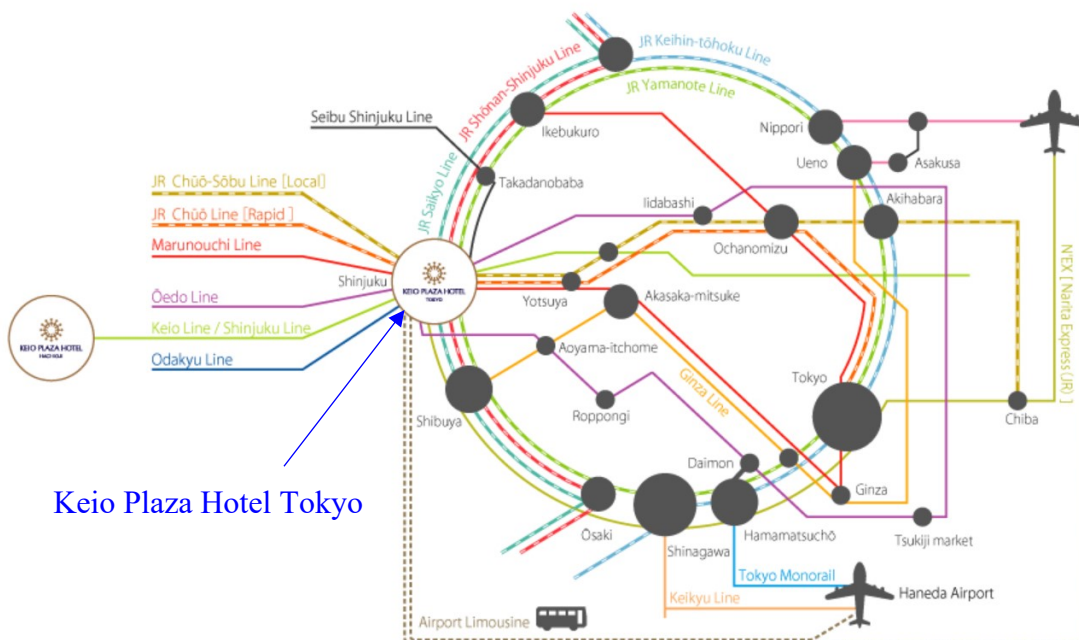 JR Keihin-tōhoku Line
JR Shōnan-Shinjuku Line
JR Yamanote Line
Seibu Shinjuku Line
Ikebukuro
Nippori
Ueno
Asakusa
JR Saikyo Line
Takadanobaba
JR Chūō-Sōbu Line [Local]
Iidabashi
Akihabara
JR Chūō Line [Rapid ]
Ochanomizu
Marunouchi Line
Shinjuku
KEIO PLAZA HOTEL
TOKYO
Yotsuya
Akasaka-mitsuke
N'EX [ Narita Express (JR) ]
Ōedo Line
Keio Line / Shinjuku Line
KEIO PLAZA HOTEL
HACHIOJI
Odakyu Line
Aoyama-itchome
Ginza Line
Tokyo
Shibuya
Roppongi
Chiba
Daimon
Keio Plaza Hotel Tokyo
Ginza
Ōsaki
Shinagawa
Hamamatsuchō
Tsukiji market
Tokyo Monorail
Keikyu Line
Haneda Airport
Airport Limousine